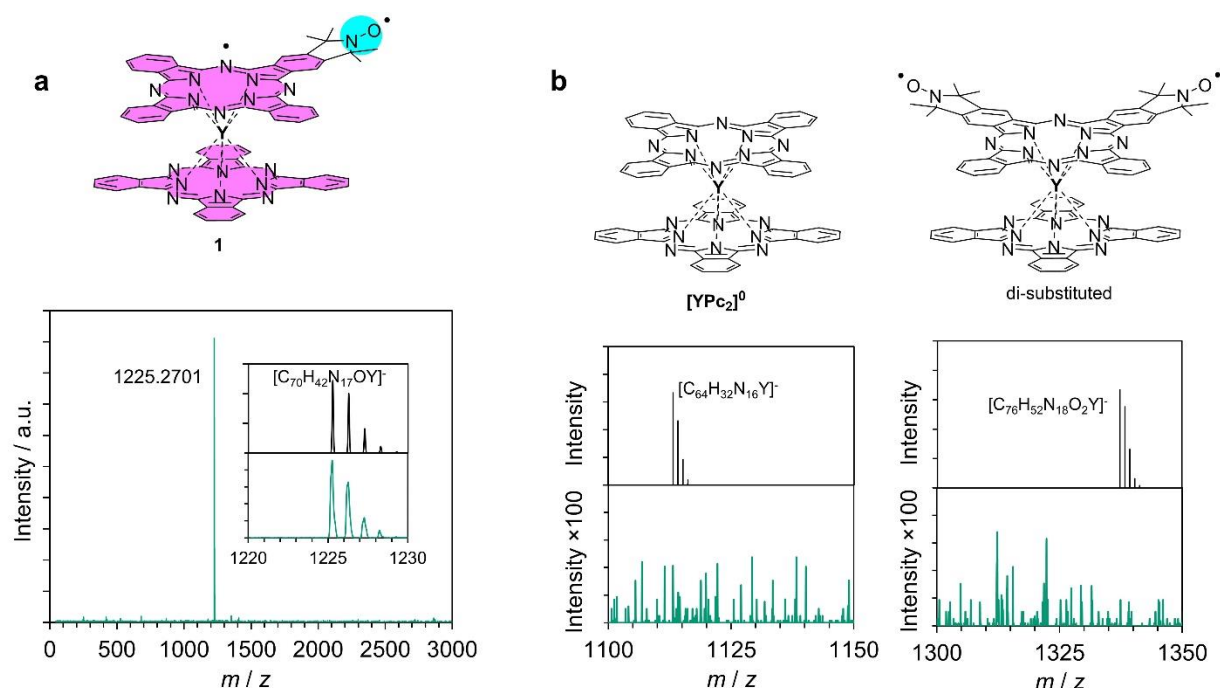 a
N–O•
•
N
N N
N N
N N
N
Y
N
N N
N N
N N
N
1
Intensity / a.u.
1225.2701
[C₇₀H₄₂N₁₇OY]⁻
1220 1225 1230
0 500 1000 1500 2000 2500 3000
m / z
b
N
N N
N N
N N
N
Y
N
N N
N N
N N
N
[YPc₂]⁰
•O–N
N–O•
N
N N
N N
N N
N
Y
N
N N
N N
N N
N
di-substituted
Intensity
[C₆₄H₃₂N₁₆Y]⁻
Intensity ×100
1100 1125 1150
m / z
Intensity
[C₇₆H₅₂N₁₈O₂Y]⁻
Intensity ×100
1300 1325 1350
m / z